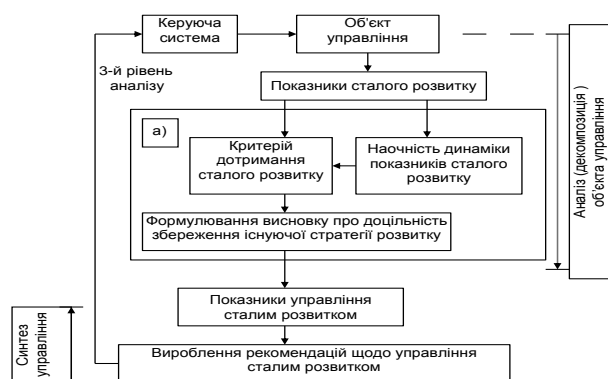 Керуюча
система
Об'єкт
управління
3-й рівень
аналізу
Показники сталого розвитку
а)
Критерій
дотримання
сталого розвитку
Наочність динаміки
показників сталого
розвитку
Формулювання висновку про доцільність
збереження існуючої стратегії розвитку
Показники управління
сталим розвитком
Вироблення рекомендацій щодо управління
сталим розвитком
Синтез
управління
Аналіз (декомпозиція )
об'єкта управління